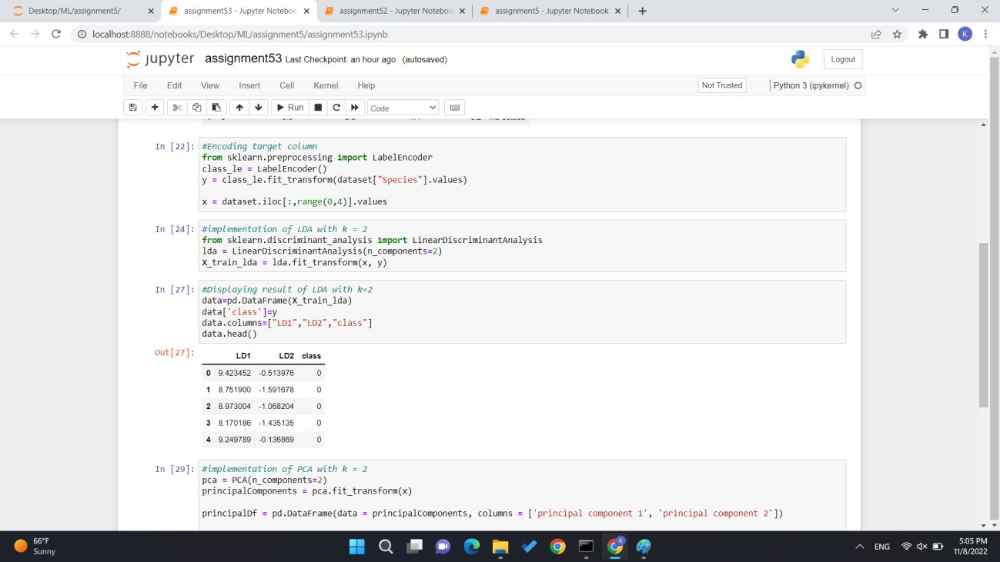 Desktop/ML/assignment5/
assignment53 - Jupyter Noteboo
assignment52 - Jupyter Noteboo
assignment5 - Jupyter Notebook
localhost:8888/notebooks/Desktop/ML/assignment5/assignment53.ipynb
K
jupyter assignment53 Last Checkpoint: an hour ago (autosaved)
Logout
File Edit View Insert Cell Kernel Help
Not Trusted
Python 3 (ipykernel)
Run
Code
In [22]: #Encoding target column
from sklearn.preprocessing import LabelEncoder
class_le = LabelEncoder()
y = class_le.fit_transform(dataset["Species"].values)
x = dataset.iloc[:,range(0,4)].values
In [24]: #implementation of LDA with k = 2
from sklearn.discriminant_analysis import LinearDiscriminantAnalysis
lda = LinearDiscriminantAnalysis(n_components=2)
X_train_lda = lda.fit_transform(x, y)
In [27]: #Displaying result of LDA with k=2
data=pd.DataFrame(X_train_lda)
data['class']=y
data.columns=["LD1","LD2","class"]
data.head()
Out[27]:
LD1 LD2 class
0 9.423452 -0.513976 0
1 8.751900 -1.591678 0
2 8.973004 -1.068204 0
3 8.170186 -1.435135 0
4 9.249789 -0.136869 0
In [29]: #implementation of PCA with k = 2
pca = PCA(n_components=2)
principalComponents = pca.fit_transform(x)
principalDf = pd.DataFrame(data = principalComponents, columns = ['principal component 1', 'principal component 2'])
66°F
Sunny
K
ENG
5:05 PM
11/8/2022